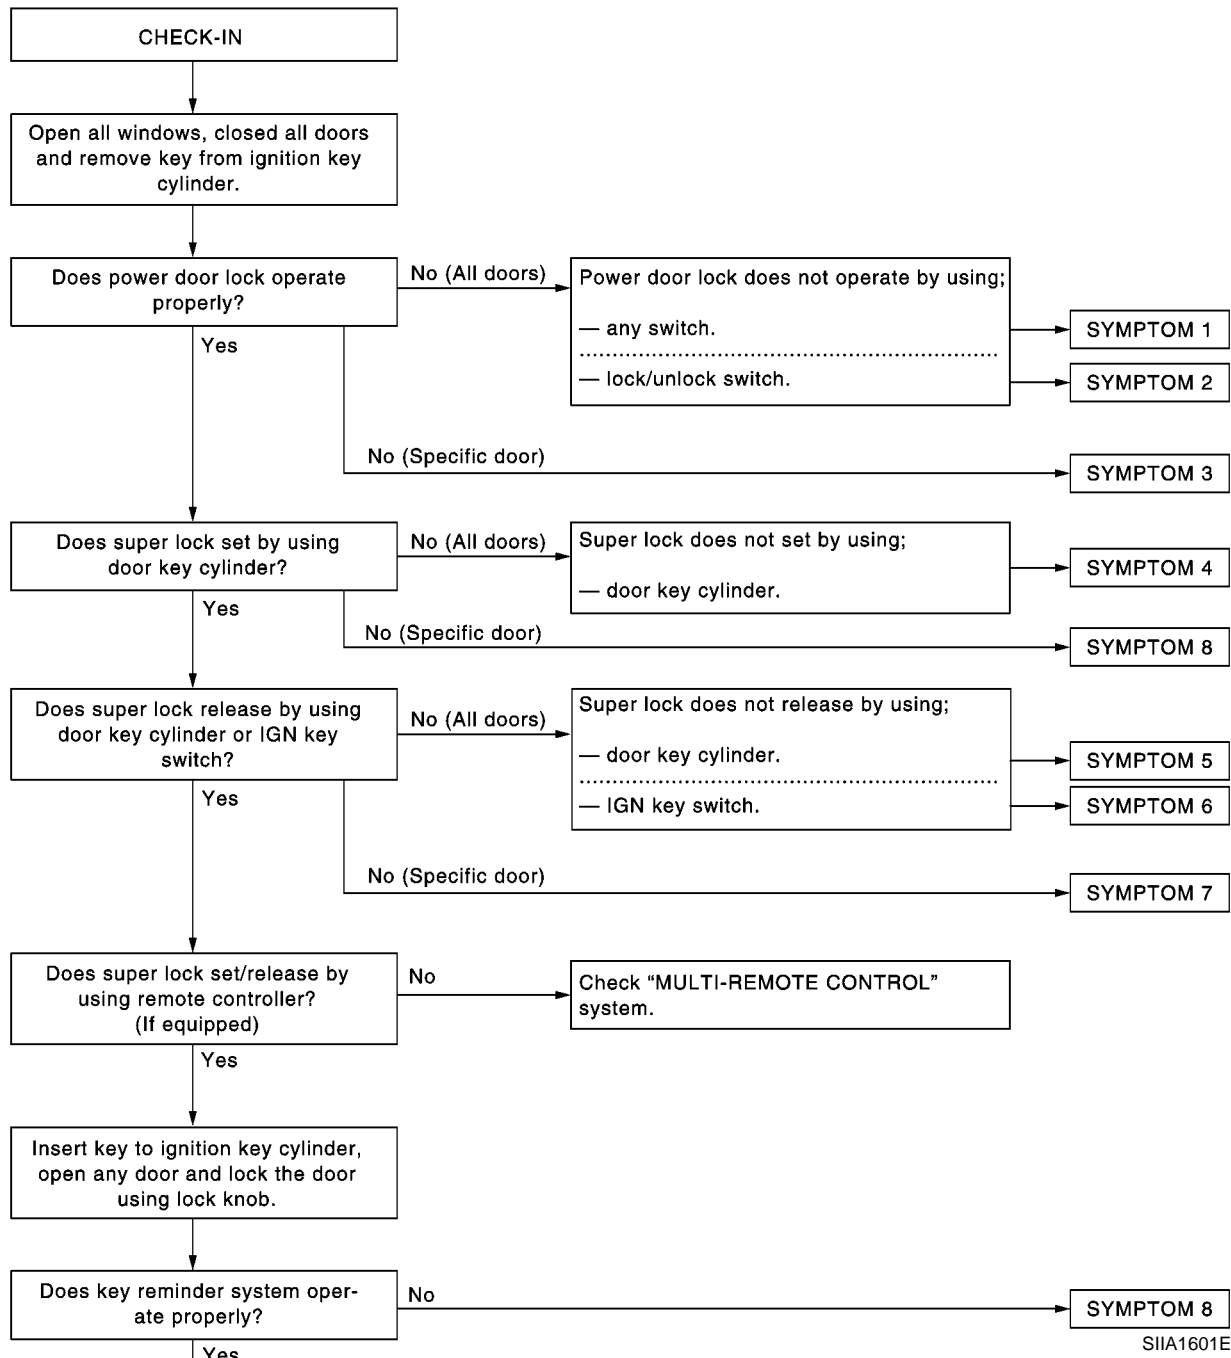 CHECK-IN
Open all windows, closed all doors
and remove key from ignition key
cylinder.
Does power door lock operate
properly?
No (All doors)
Power door lock does not operate by using;
— any switch.
— lock/unlock switch.
SYMPTOM 1
SYMPTOM 2
Yes
No (Specific door)
SYMPTOM 3
Does super lock set by using
door key cylinder?
No (All doors)
Super lock does not set by using;
— door key cylinder.
SYMPTOM 4
Yes
No (Specific door)
SYMPTOM 8
Does super lock release by using
door key cylinder or IGN key
switch?
No (All doors)
Super lock does not release by using;
— door key cylinder.
— IGN key switch.
SYMPTOM 5
SYMPTOM 6
Yes
No (Specific door)
SYMPTOM 7
Does super lock set/release by
using remote controller?
(If equipped)
No
Check “MULTI-REMOTE CONTROL”
system.
Yes
Insert key to ignition key cylinder,
open any door and lock the door
using lock knob.
Does key reminder system oper-
ate properly?
No
SYMPTOM 8
Yes
SIIA1601E